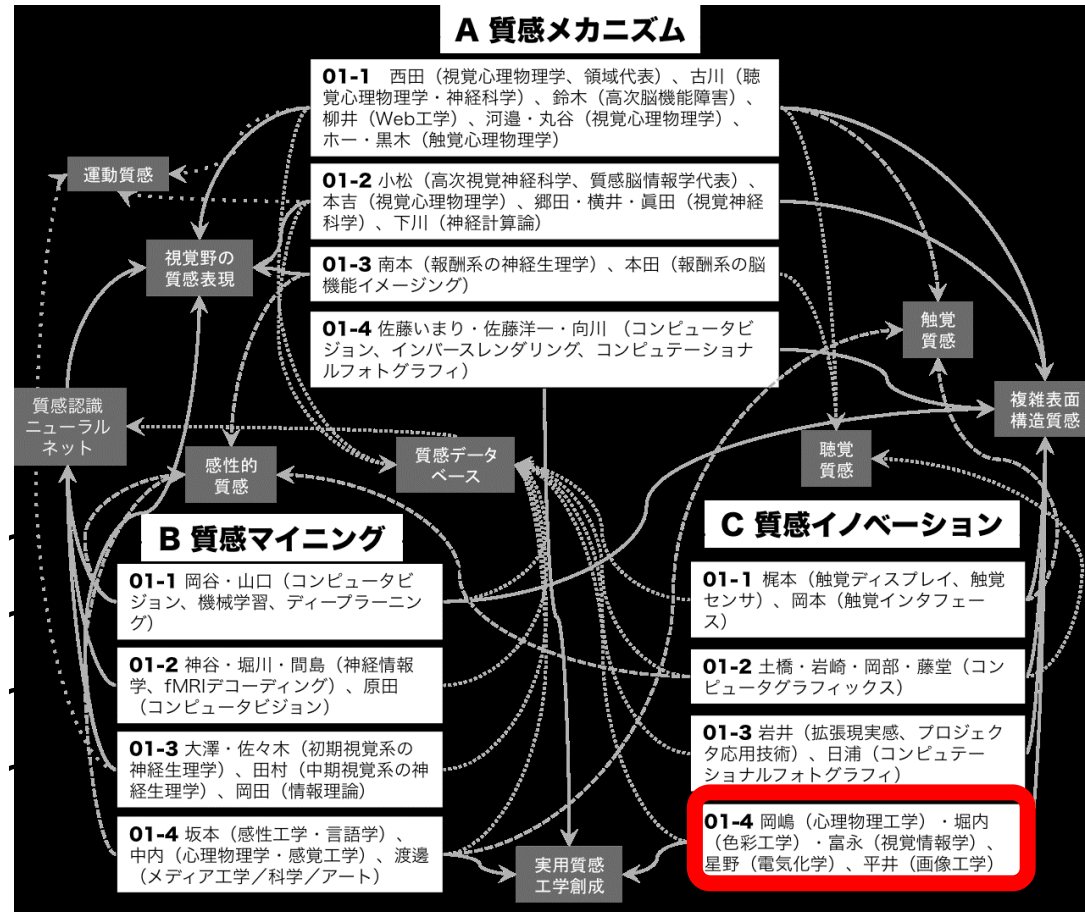 A 質感メカニズム
01-1 西田（視覚心理物理学、領域代表）、古川（聴
覚心理物理学・神経科学）、鈴木（高次脳機能障害）、
柳井（Web工学）、河邉・丸谷（視覚心理物理学）、
ホー・黒木（触覚心理物理学）
運動質感
01-2 小松（高次視覚神経科学、質感脳情報学代表）、
本吉（視覚心理物理学）、郷田・横井・眞田（視覚神経
科学）、下川（神経計算論）
視覚野の
質感表現
01-3 南本（報酬系の神経生理学）、本田（報酬系の脳
機能イメージング）
触覚
質感
01-4 佐藤いまり・佐藤洋一・向川 （コンピュータビ
ジョン、インバースレンダリング、コンピュテーショナ
ルフォトグラフィ）
質感認識
ニューラル
ネット
複雑表面
構造質感
感性的
質感
質感データ
ベース
聴覚
質感
B 質感マイニング
01-1 岡谷・山口（コンピュータビ
ジョン、機械学習、ディープラーニン
グ）
01-2 神谷・堀川・間島（神経情報
学、fMRIデコーディング）、原田
（コンピュータビジョン）
01-3 大澤・佐々木（初期視覚系の
神経生理学）、田村（中期視覚系の神
経生理学）、岡田（情報理論）
01-4 坂本（感性工学・言語学）、
中内（心理物理学・感覚工学）、渡邊
（メディア工学／科学／アート）
C 質感イノベーション
01-1 梶本（触覚ディスプレイ、触覚
センサ）、岡本（触覚インタフェー
ス）
01-2 土橋・岩崎・岡部・藤堂（コン
ピュータグラフィックス）
01-3 岩井（拡張現実感、プロジェク
タ応用技術）、日浦（コンピュテー
ショナルフォトグラフィ）
01-4 岡嶋（心理物理工学）・堀内
（色彩工学）・富永（視覚情報学）、
星野（電気化学）、平井（画像工学）
実用質感
工学創成